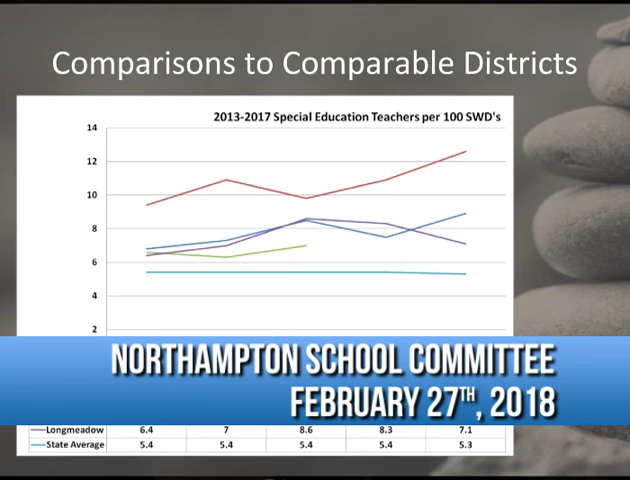 Comparisons to Comparable Districts
2013-2017 Special Education Teachers per 100 SWD's
14
12
10
8
6
4
2
NORTHAMPTON SCHOOL COMMITTEE
FEBRUARY 27TH, 2018
Longmeadow 6.4 7 8.6 8.3 7.1
State Average 5.4 5.4 5.4 5.4 5.3